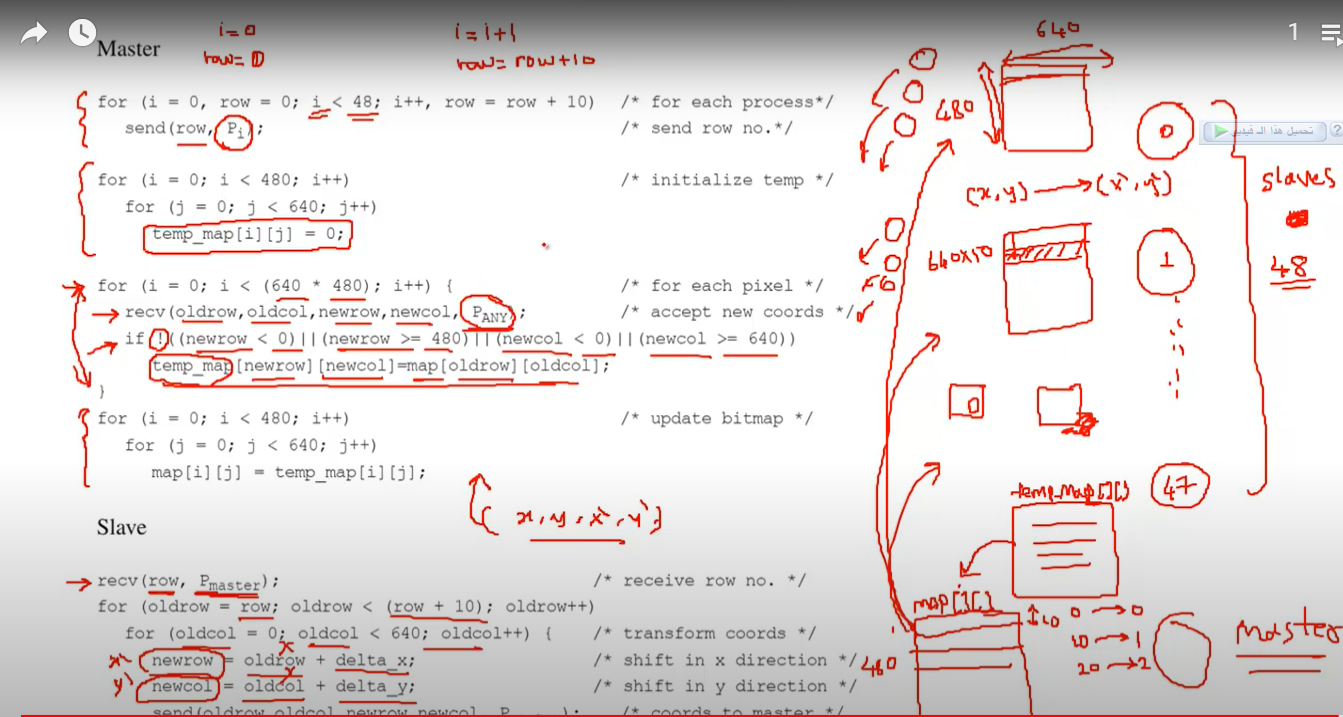 i=0
i=i+1
row=0
row=row+10
1
640
Master
for (i = 0, row = 0; i < 48; i++, row = row + 10) /* for each process*/
send(row, Pi); /* send row no.*/
480
0
تحميل هذا الـ فيديو
?
for (i = 0; i < 480; i++) /* initialize temp */
for (j = 0; j < 640; j++)
temp_map[i][j] = 0;
(x,y) → (x`,y`)
slaves
48
640x10
1
for (i = 0; i < (640 * 480); i++) { /* for each pixel */
recv(oldrow,oldcol,newrow,newcol, PANY); /* accept new coords */
if !((newrow < 0)||(newrow >= 480)||(newcol < 0)||(newcol >= 640))
temp_map[newrow][newcol]=map[oldrow][oldcol];
}
for (i = 0; i < 480; i++) /* update bitmap */
for (j = 0; j < 640; j++)
map[i][j] = temp_map[i][j];
temp_map[][]
47
(x,y,x`,y`)
Slave
recv(row, Pmaster); /* receive row no. */
for (oldrow = row; oldrow < (row + 10); oldrow++)
for (oldcol = 0; oldcol < 640; oldcol++) { /* transform coords */
x` newrow = oldrow + delta_x; /* shift in x direction */
x
y` newcol = oldcol + delta_y; /* shift in y direction */
send(oldrow,oldcol,newrow,newcol, /* coords to master */
map[][]
10
0 → 0
10 → 1
20 → 2
480
master